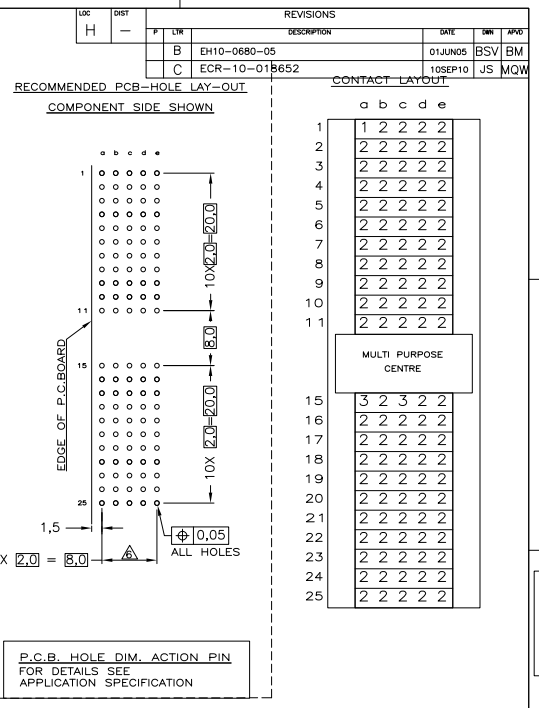 LOC DIST REVISIONS
H — P LTR DESCRIPTION DATE DWN APVD
B EH10-0680-05 01JUN05 BSV BM
C ECR-10-018652 10SEP10 JS MQW
RECOMMENDED PCB-HOLE LAY-OUT
COMPONENT SIDE SHOWN
a b c d e
1
11
15
25
10X 2,0=20,0
8,0
10X 2,0=20,0
EDGE OF P.C.BOARD
1,5
X 2,0 = 8,0
6
⌖ 0,05
ALL HOLES
P.C.B. HOLE DIM. ACTION PIN
FOR DETAILS SEE
APPLICATION SPECIFICATION
CONTACT LAYOUT
a b c d e
1 1 2 2 2 2
2 2 2 2 2 2
3 2 2 2 2 2
4 2 2 2 2 2
5 2 2 2 2 2
6 2 2 2 2 2
7 2 2 2 2 2
8 2 2 2 2 2
9 2 2 2 2 2
10 2 2 2 2 2
11 2 2 2 2 2
MULTI PURPOSE
CENTRE
15 3 2 3 2 2
16 2 2 2 2 2
17 2 2 2 2 2
18 2 2 2 2 2
19 2 2 2 2 2
20 2 2 2 2 2
21 2 2 2 2 2
22 2 2 2 2 2
23 2 2 2 2 2
24 2 2 2 2 2
25 2 2 2 2 2